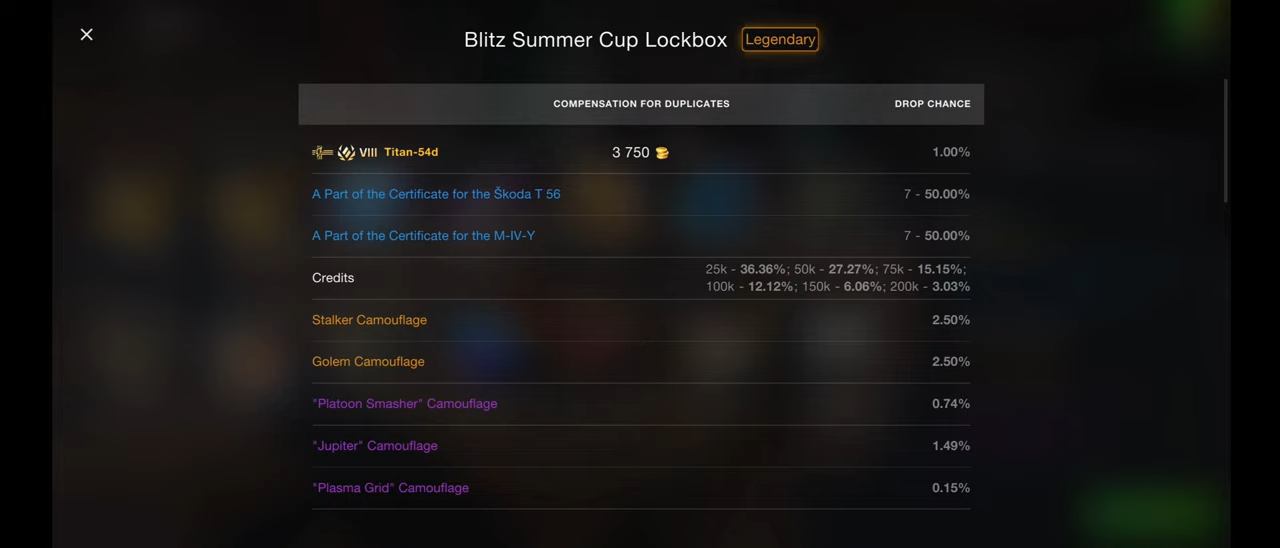 Blitz Summer Cup Lockbox Legendary
COMPENSATION FOR DUPLICATES DROP CHANCE
VIII Titan-54d 3 750 1.00%
A Part of the Certificate for the Škoda T 56 7 - 50.00%
A Part of the Certificate for the M-IV-Y 7 - 50.00%
Credits 25k - 36.36%; 50k - 27.27%; 75k - 15.15%;
100k - 12.12%; 150k - 6.06%; 200k - 3.03%
Stalker Camouflage 2.50%
Golem Camouflage 2.50%
"Platoon Smasher" Camouflage 0.74%
"Jupiter" Camouflage 1.49%
"Plasma Grid" Camouflage 0.15%